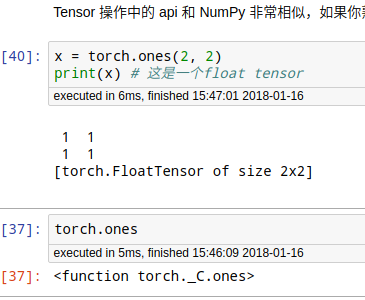 Tensor 操作中的 api 和 NumPy 非常相似，如果你
[40]: x = torch.ones(2, 2)
print(x) # 这是一个float tensor
executed in 6ms, finished 15:47:01 2018-01-16
1 1
1 1
[torch.FloatTensor of size 2x2]
[37]: torch.ones
executed in 5ms, finished 15:46:09 2018-01-16
[37]: <function torch._C.ones>